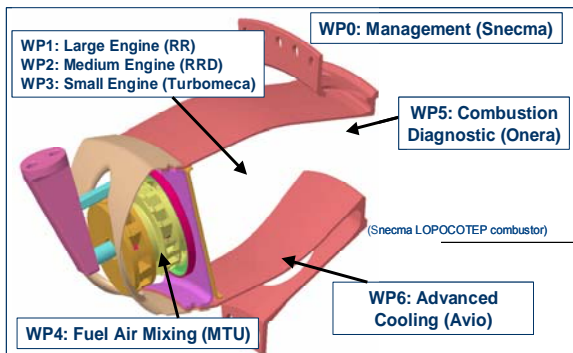 WP0: Management (Snecma)
WP1: Large Engine (RR)
WP2: Medium Engine (RRD)
WP3: Small Engine (Turbomeca)
WP5: Combustion
Diagnostic (Onera)
(Snecma LOPOCOTEP combustor)
WP6: Advanced
Cooling (Avio)
WP4: Fuel Air Mixing (MTU)